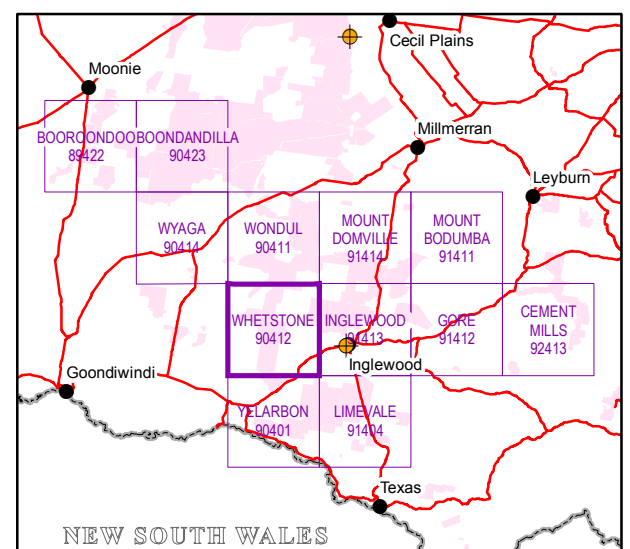 Cecil Plains
Moonie
BOOROONDOO
89422
BOONDANDILLA
90423
Millmerran
Leyburn
WYAGA
90414
WONDUL
90411
MOUNT
DOMVILLE
91414
MOUNT
BODUMBA
91411
WHETSTONE
90412
INGLEWOOD
91413
GORE
91412
CEMENT
MILLS
92413
Inglewood
Goondiwindi
YELARBON
90401
LIMEVALE
91404
Texas
NEW SOUTH WALES